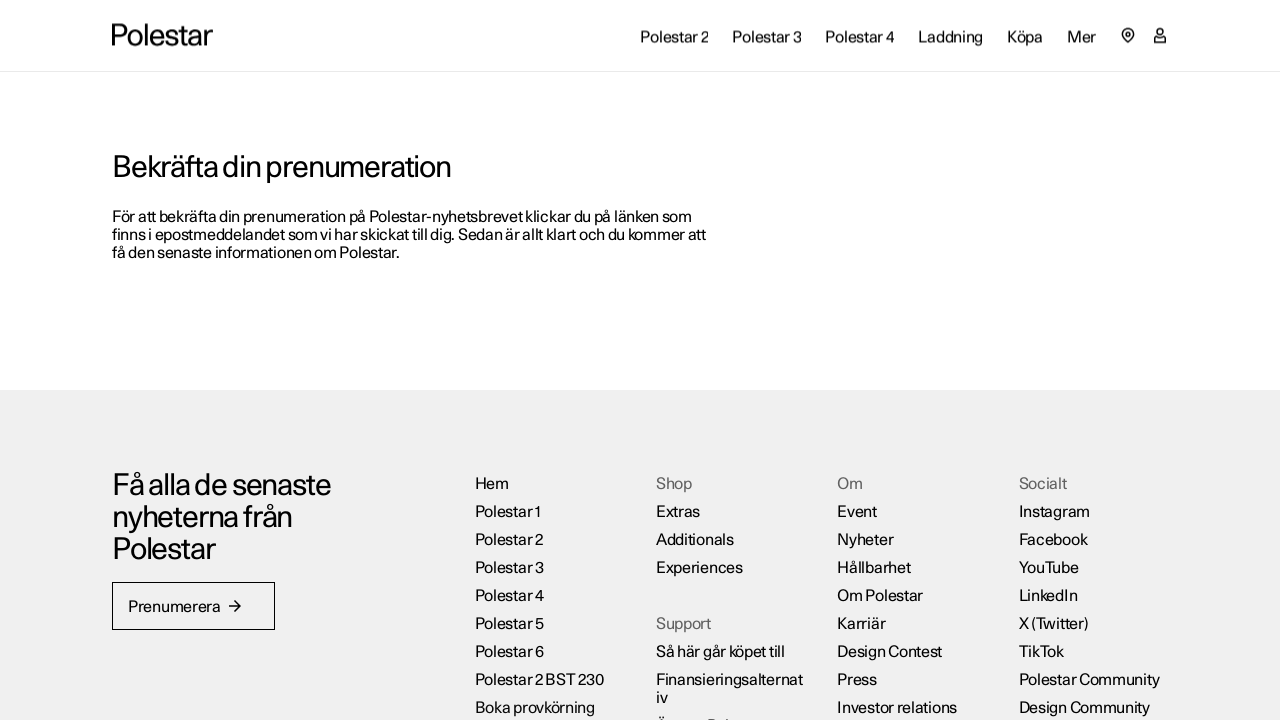 Polestar
Polestar 2
Polestar 3
Polestar 4
Laddning
Köpa
Mer
Bekräfta din prenumeration
För att bekräfta din prenumeration på Polestar-nyhetsbrevet klickar du på länken som
finns i epostmeddelandet som vi har skickat till dig. Sedan är allt klart och du kommer att
få den senaste informationen om Polestar.
Få alla de senaste
nyheterna från
Polestar
Prenumerera
Hem
Polestar 1
Polestar 2
Polestar 3
Polestar 4
Polestar 5
Polestar 6
Polestar 2 BST 230
Boka provkörning
Shop
Extras
Additionals
Experiences
Support
Så här går köpet till
Finansieringsalternat
iv
Om
Event
Nyheter
Hållbarhet
Om Polestar
Karriär
Design Contest
Press
Investor relations
Socialt
Instagram
Facebook
YouTube
LinkedIn
X (Twitter)
TikTok
Polestar Community
Design Community